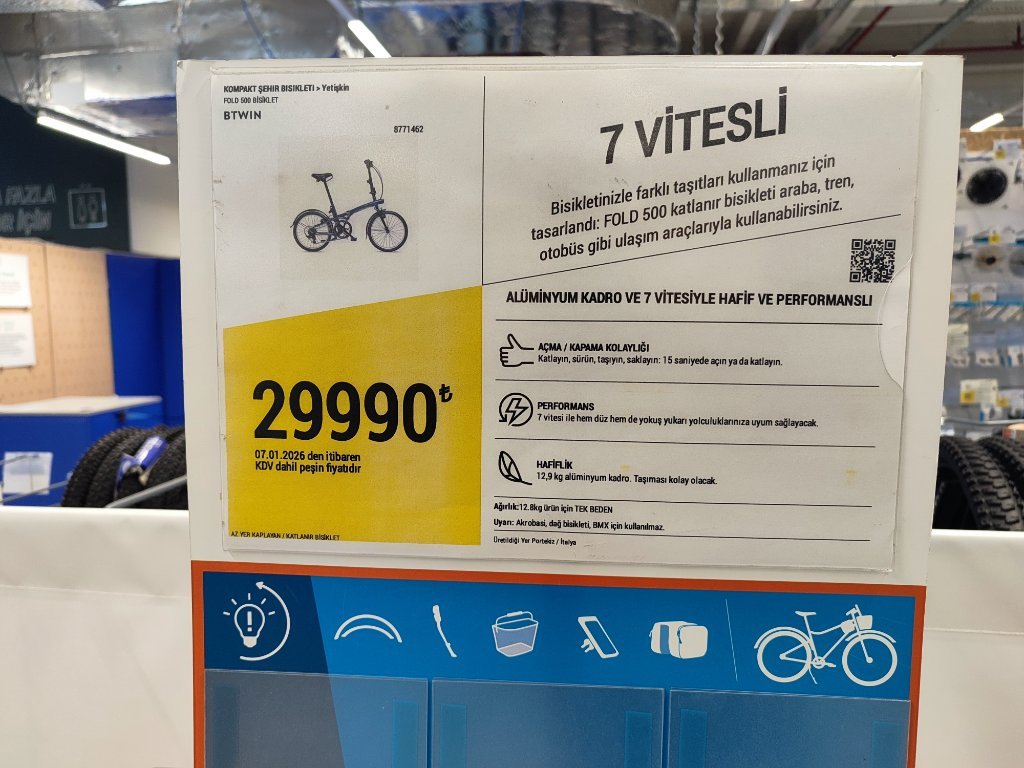 KOMPAKT ŞEHIR BISIKLETI > Yetişkin
FOLD 500 BİSİKLET
BTWIN
8771462
7 VİTESLİ
Bisikletinizle farklı taşıtları kullanmanız için
tasarlandı: FOLD 500 katlanır bisikleti araba, tren,
otobüs gibi ulaşım araçlarıyla kullanabilirsiniz.
29990₺
07.01.2026 den itibaren
KDV dahil peşin fiyatıdır
AZ YER KAPLAYAN / KATLANIR BİSİKLET
ALÜMİNYUM KADRO VE 7 VİTESİYLE HAFİF VE PERFORMANSLI
AÇMA / KAPAMA KOLAYLIĞI
Katlayın, sürün, taşıyın, saklayın: 15 saniyede açın ya da katlayın.
PERFORMANS
7 vitesi ile hem düz hem de yokuş yukarı yolculuklarınıza uyum sağlayacak.
HAFİFLİK
12,9 kg alüminyum kadro. Taşıması kolay olacak.
Ağırlık:12.8kg ürün için TEK BEDEN
Uyarı: Akrobasi, dağ bisikleti, BMX için kullanılmaz.
Üretildiği Yer Portekiz / İtalya
FAZLA
İÇİN